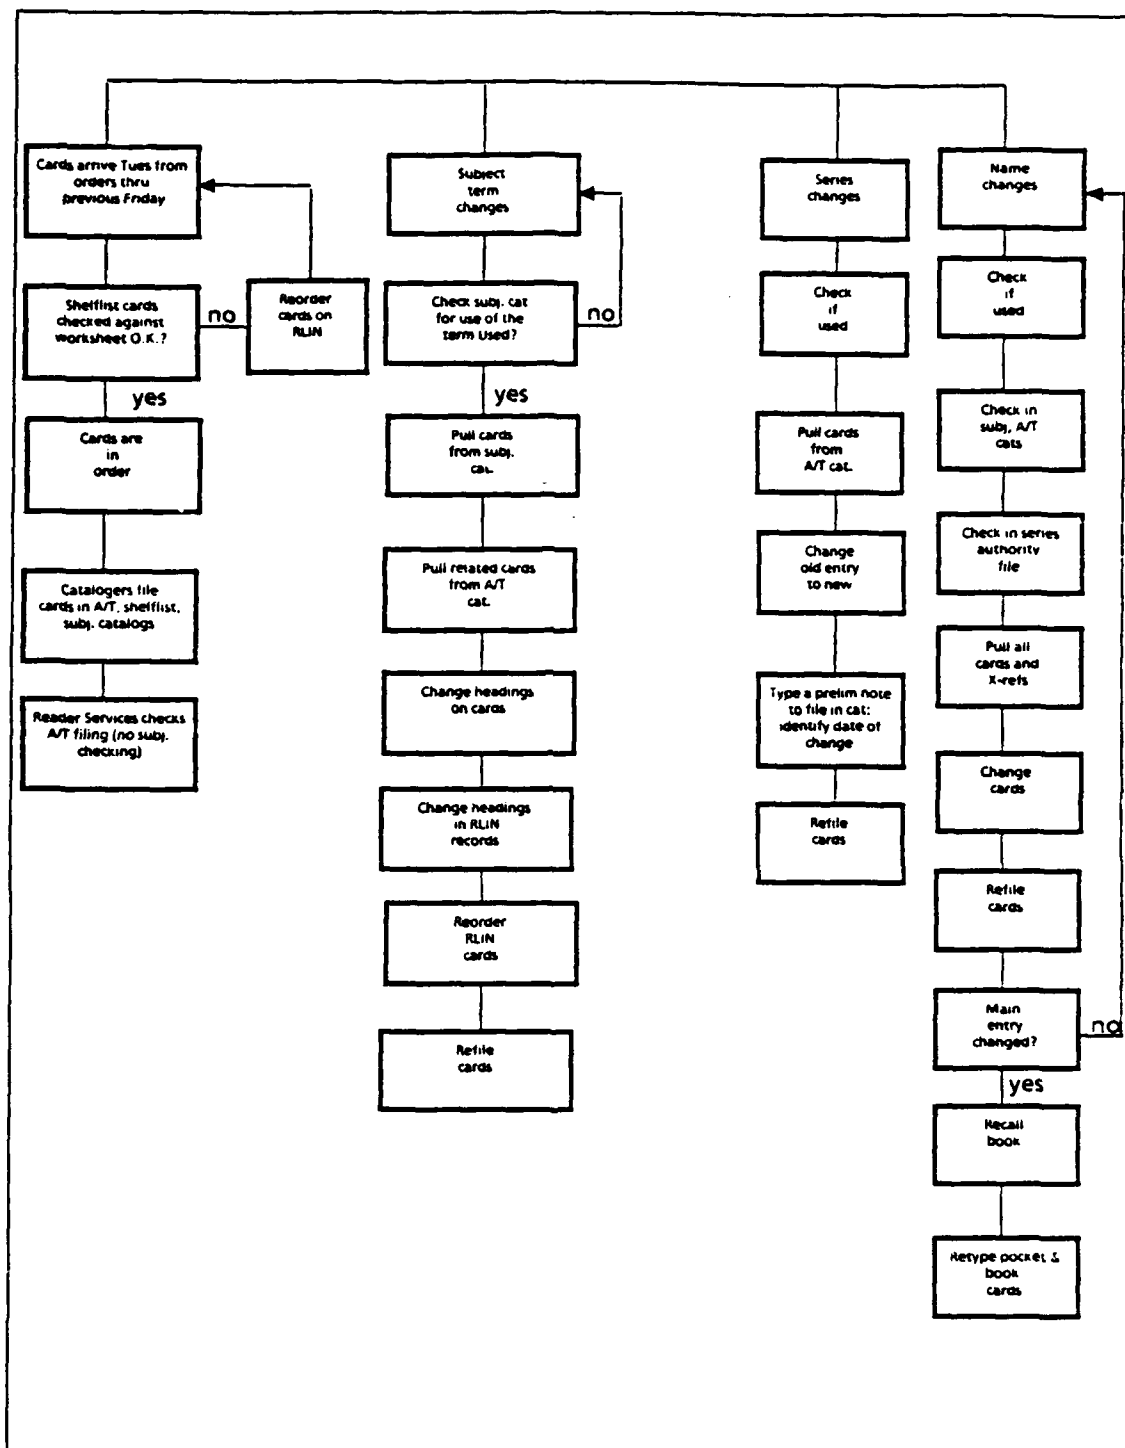 Cards arrive Tues from
orders thru
previous Friday
Shelflist cards
checked against
worksheet O.K.?
no
Reorder
cards on
RLIN
yes
Cards are
in
order
Catalogers file
cards in A/T, shelflist,
subj. catalogs
Reader Services checks
A/T filing (no subj.
checking)
Subject
term
changes
Check subj. cat
for use of the
term Used?
no
yes
Pull cards
from subj.
cat.
Pull related cards
from A/T
cat.
Change headings
on cards
Change headings
in RLIN
records
Reorder
RLIN
cards
Refile
cards
Series
changes
Check
if
used
Pull cards
from
A/T cat.
Change
old entry
to new
Type a prelim note
to file in cat:
identify date of
change
Refile
cards
Name
changes
Check
if
used
Check in
subj, A/T
cats
Check in series
authority
file
Pull all
cards and
X-refs
Change
cards
Refile
cards
Main
entry
changed?
no
yes
Recall
book
Retype pocket &
book
cards